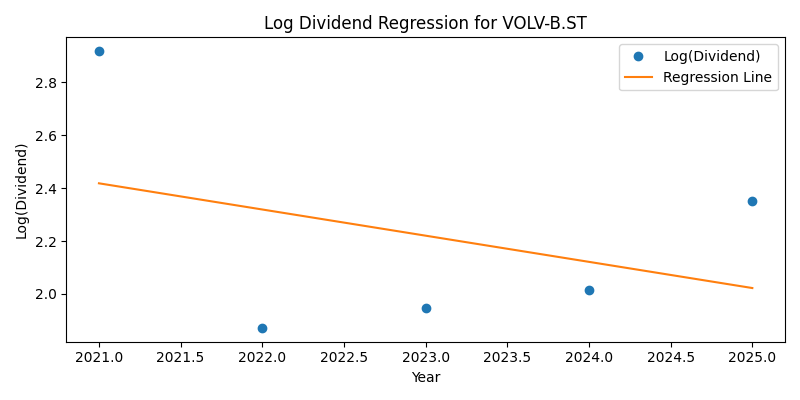 Log Dividend Regression for VOLV-B.ST
Log(Dividend)
Regression Line
Log(Dividend)
2.8
2.6
2.4
2.2
2.0
2021.0 2021.5 2022.0 2022.5 2023.0 2023.5 2024.0 2024.5 2025.0
Year